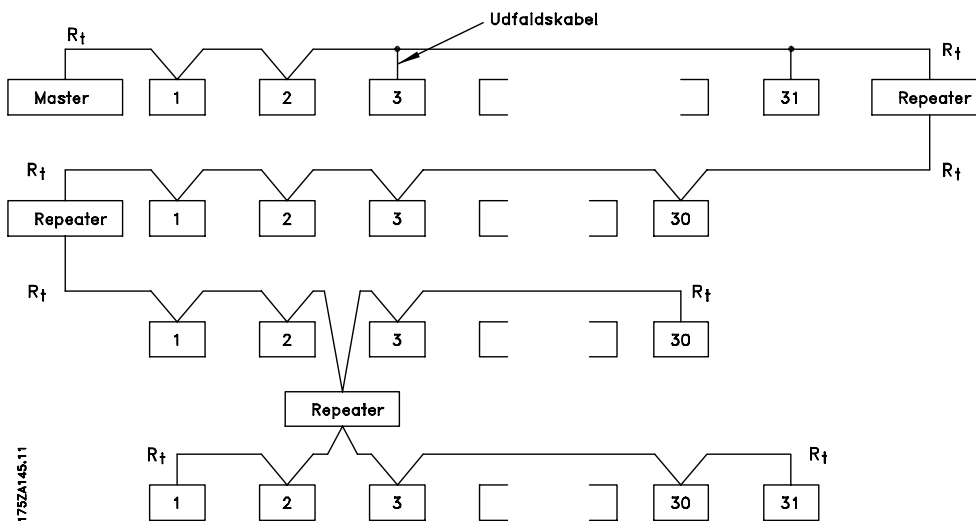 Udfaldskabel
Rt Rt
Master 1 2 3 31 Repeater
Rt Rt
Repeater 1 2 3 30
Rt Rt
1 2 3 30
Repeater
Rt Rt
1 2 3 30 31
175ZA145.11